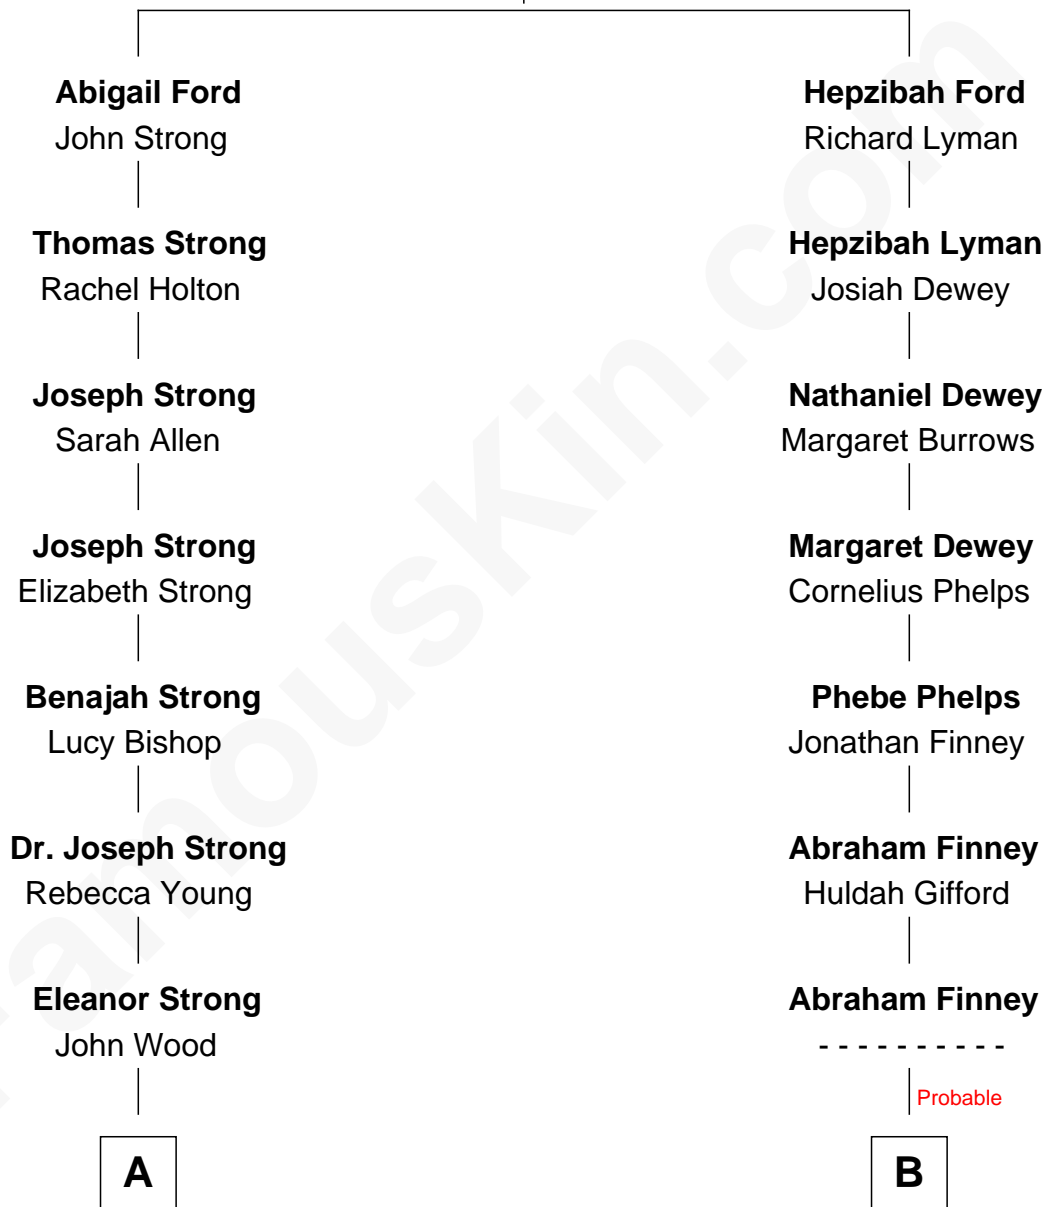 Abigail Ford
John Strong
Hepzibah Ford
Richard Lyman
Thomas Strong
Rachel Holton
Hepzibah Lyman
Josiah Dewey
Joseph Strong
Sarah Allen
Nathaniel Dewey
Margaret Burrows
Joseph Strong
Elizabeth Strong
Margaret Dewey
Cornelius Phelps
Benajah Strong
Lucy Bishop
Phebe Phelps
Jonathan Finney
Dr. Joseph Strong
Rebecca Young
Abraham Finney
Huldah Gifford
Eleanor Strong
John Wood
Abraham Finney
- - - - - - - - - -
Probable
A
B
FamousKin.com